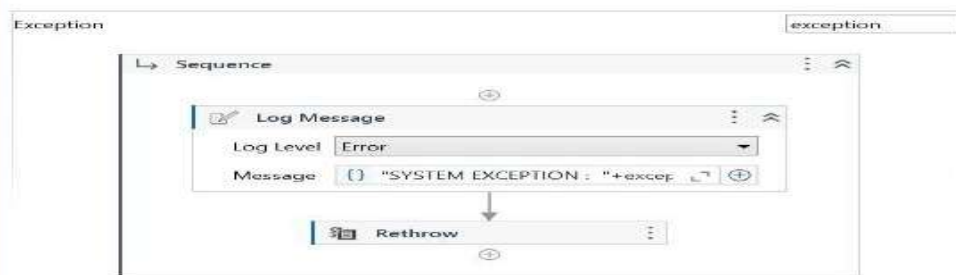 Exception exception
Sequence
Log Message
Log Level Error
Message {} "SYSTEM EXCEPTION : "+excep
Rethrow